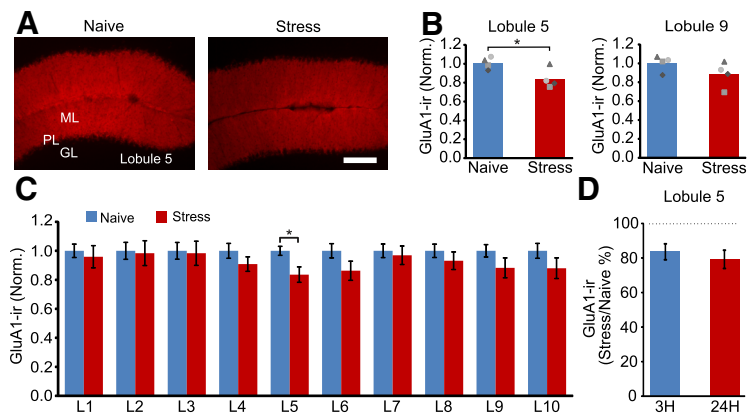 A
Naive
Stress
ML
PL
GL
Lobule 5
B
Lobule 5
GluA1-ir (Norm.)
1.2
1.0
0.8
0.6
0.4
0.2
0.0
*
Naive
Stress
Lobule 9
GluA1-ir (Norm.)
1.2
1.0
0.8
0.6
0.4
0.2
0.0
Naive
Stress
C
Naive
Stress
GluA1-ir (Norm.)
1.2
1.0
0.8
0.6
0.4
0.2
0.0
*
L1 L2 L3 L4 L5 L6 L7 L8 L9 L10
D
Lobule 5
GluA1-ir
(Stress/Naive %)
100
80
60
40
20
0
3H 24H